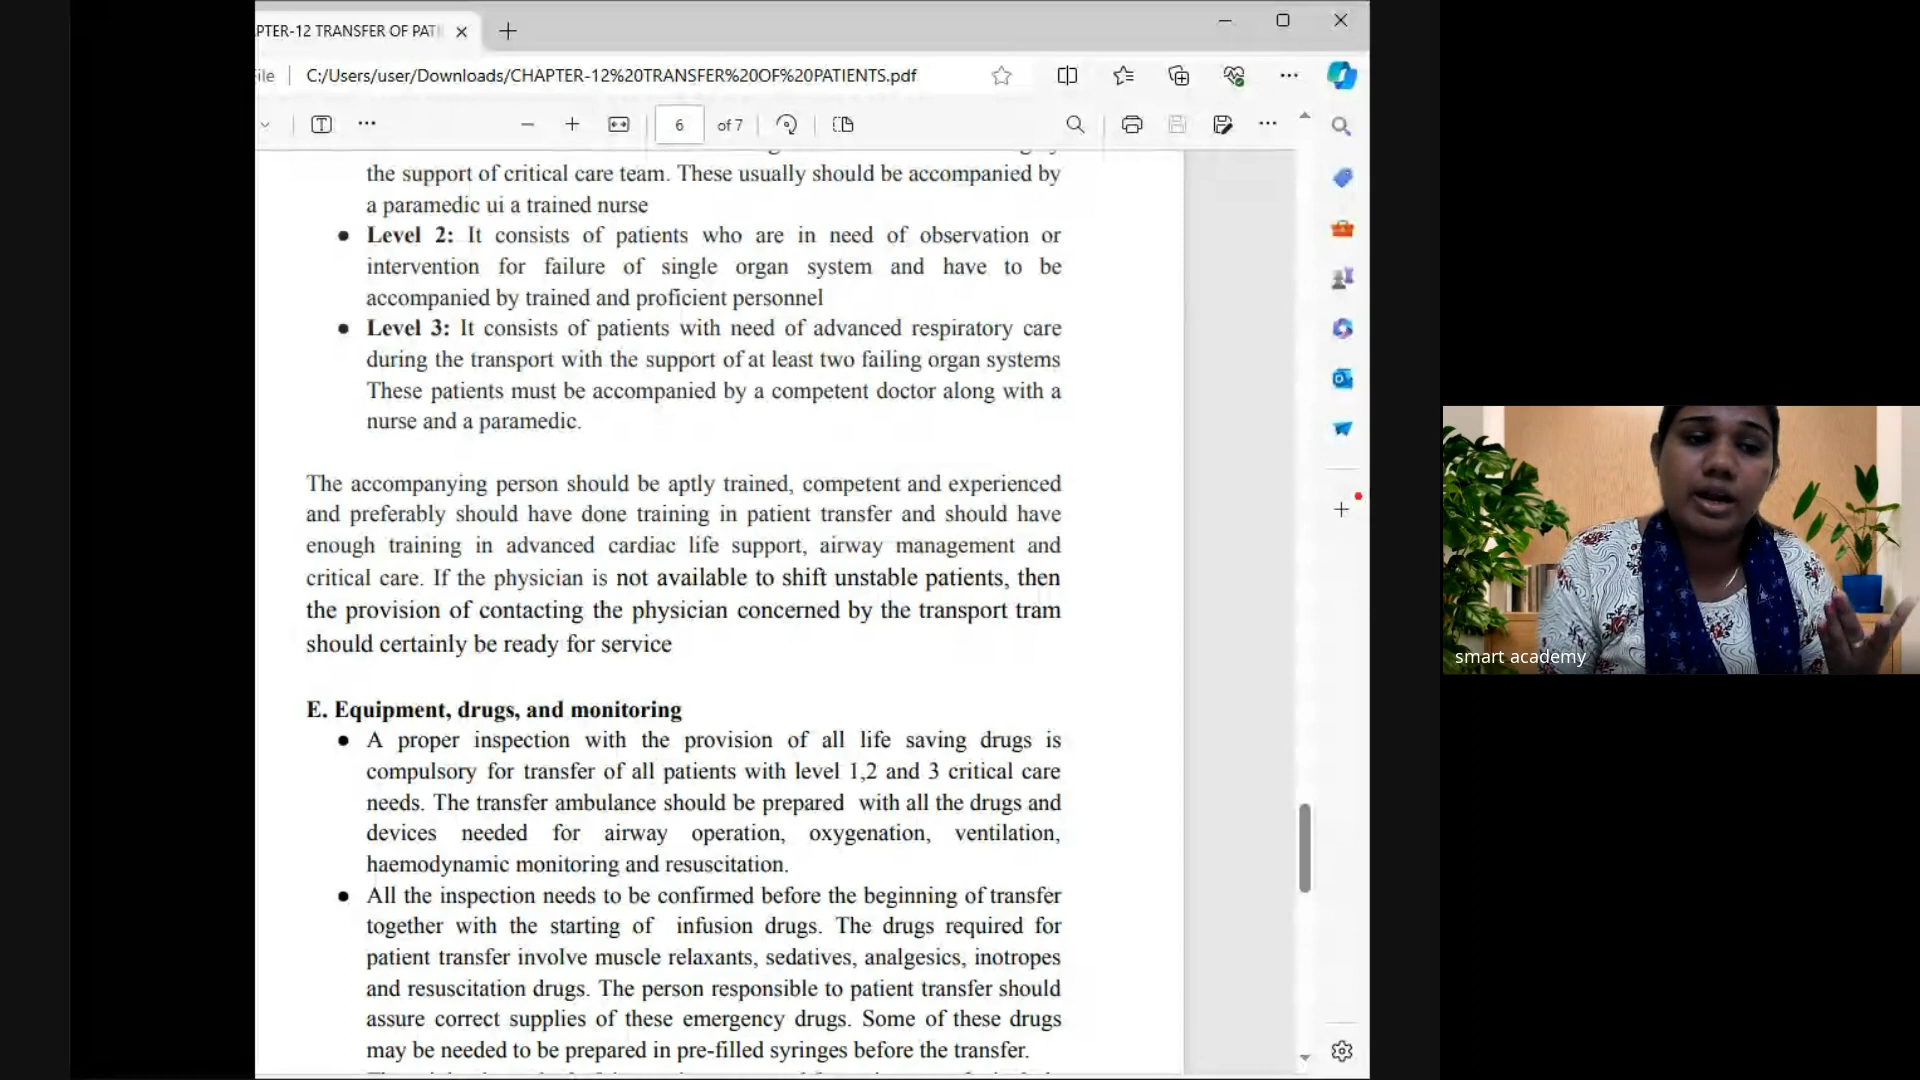 PTER-12 TRANSFER OF PATI
ile
C:/Users/user/Downloads/CHAPTER-12%20TRANSFER%20OF%20PATIENTS.pdf
6 of 7
the support of critical care team. These usually should be accompanied by
a paramedic ui a trained nurse
● Level 2: It consists of patients who are in need of observation or
intervention for failure of single organ system and have to be
accompanied by trained and proficient personnel
● Level 3: It consists of patients with need of advanced respiratory care
during the transport with the support of at least two failing organ systems
These patients must be accompanied by a competent doctor along with a
nurse and a paramedic.
The accompanying person should be aptly trained, competent and experienced
and preferably should have done training in patient transfer and should have
enough training in advanced cardiac life support, airway management and
critical care. If the physician is not available to shift unstable patients, then
the provision of contacting the physician concerned by the transport tram
should certainly be ready for service
E. Equipment, drugs, and monitoring
● A proper inspection with the provision of all life saving drugs is
compulsory for transfer of all patients with level 1,2 and 3 critical care
needs. The transfer ambulance should be prepared with all the drugs and
devices needed for airway operation, oxygenation, ventilation,
haemodynamic monitoring and resuscitation.
● All the inspection needs to be confirmed before the beginning of transfer
together with the starting of infusion drugs. The drugs required for
patient transfer involve muscle relaxants, sedatives, analgesics, inotropes
and resuscitation drugs. The person responsible to patient transfer should
assure correct supplies of these emergency drugs. Some of these drugs
may be needed to be prepared in pre-filled syringes before the transfer.
smart academy